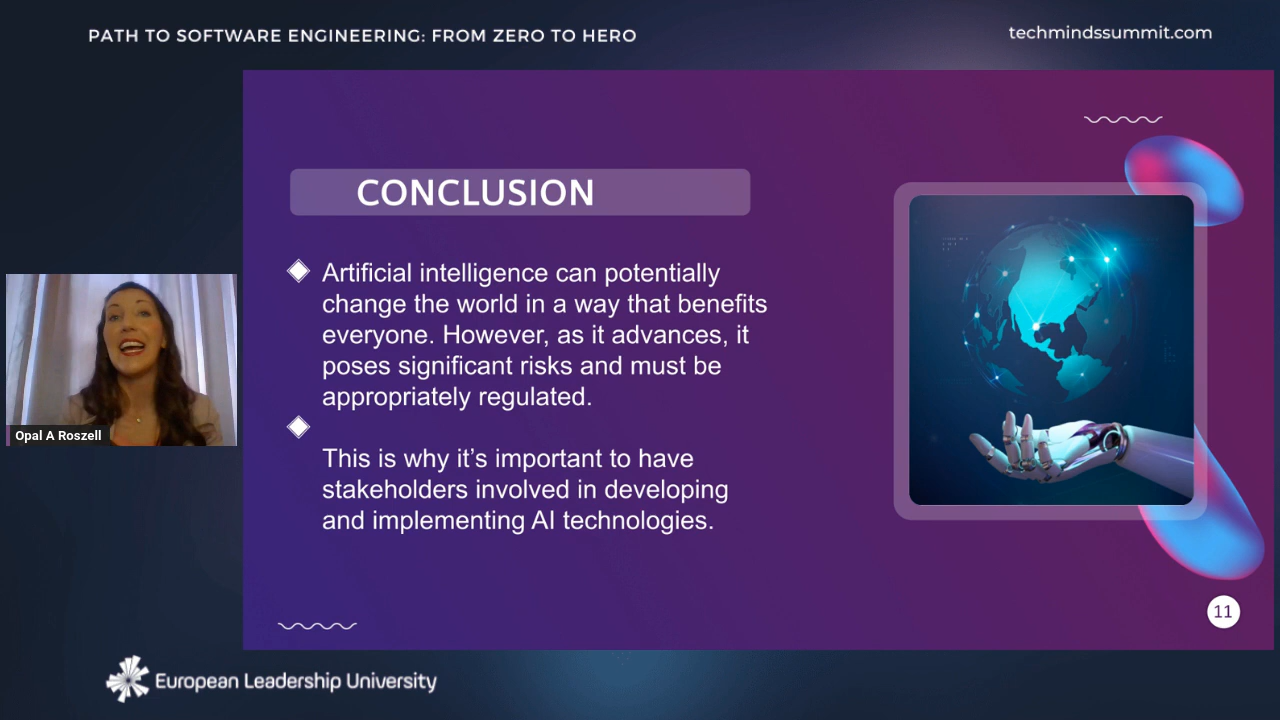 PATH TO SOFTWARE ENGINEERING: FROM ZERO TO HERO
techmindssummit.com
CONCLUSION
Artificial intelligence can potentially
change the world in a way that benefits
everyone. However, as it advances, it
poses significant risks and must be
appropriately regulated.
This is why it’s important to have
stakeholders involved in developing
and implementing AI technologies.
Opal A Roszell
11
European Leadership University